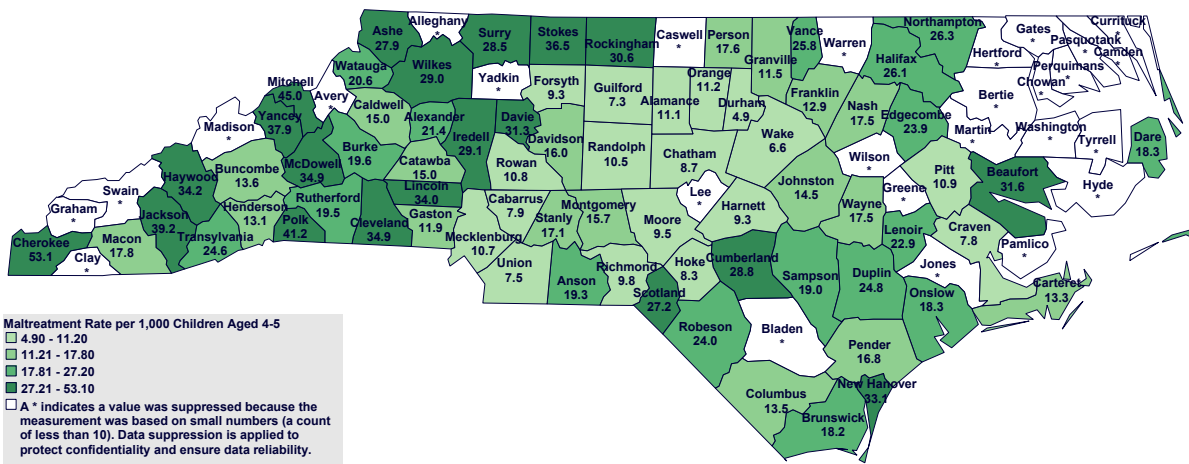 Ashe
27.9
Alleghany
*
Surry
28.5
Stokes
36.5
Rockingham
30.6
Caswell
*
Person
17.6
Vance
25.8
Warren
*
Northampton
26.3
Gates
*
Currituck
*
Pasquotank
*
Camden
*
Hertford
*
Perquimans
*
Chowan
*
Watauga
20.6
Wilkes
29.0
Yadkin
*
Forsyth
9.3
Guilford
7.3
Alamance
11.1
Orange
11.2
Durham
4.9
Granville
11.5
Franklin
12.9
Halifax
26.1
Nash
17.5
Edgecombe
23.9
Bertie
*
Martin
*
Washington
*
Tyrrell
*
Dare
18.3
Mitchell
45.0
Avery
*
Caldwell
15.0
Alexander
21.4
Iredell
29.1
Davie
31.3
Davidson
16.0
Randolph
10.5
Chatham
8.7
Wake
6.6
Wilson
*
Pitt
10.9
Beaufort
31.6
Hyde
*
Madison
*
Yancey
37.9
McDowell
34.9
Burke
19.6
Catawba
15.0
Rowan
10.8
Lee
*
Johnston
14.5
Greene
*
Swain
*
Haywood
34.2
Buncombe
13.6
Rutherford
19.5
Lincoln
34.0
Cabarrus
7.9
Stanly
17.1
Montgomery
15.7
Moore
9.5
Harnett
9.3
Wayne
17.5
Lenoir
22.9
Craven
7.8
Pamlico
*
Graham
*
Jackson
39.2
Henderson
13.1
Polk
41.2
Cleveland
34.9
Gaston
11.9
Mecklenburg
10.7
Cherokee
53.1
Clay
*
Macon
17.8
Transylvania
24.6
Union
7.5
Anson
19.3
Richmond
9.8
Hoke
8.3
Cumberland
28.8
Sampson
19.0
Duplin
24.8
Jones
*
Carteret
13.3
Scotland
27.2
Onslow
18.3
Robeson
24.0
Bladen
*
Pender
16.8
Columbus
13.5
New Hanover
33.1
Brunswick
18.2
Maltreatment Rate per 1,000 Children Aged 4-5
4.90 - 11.20
11.21 - 17.80
17.81 - 27.20
27.21 - 53.10
A * indicates a value was suppressed because the
measurement was based on small numbers (a count
of less than 10). Data suppression is applied to
protect confidentiality and ensure data reliability.